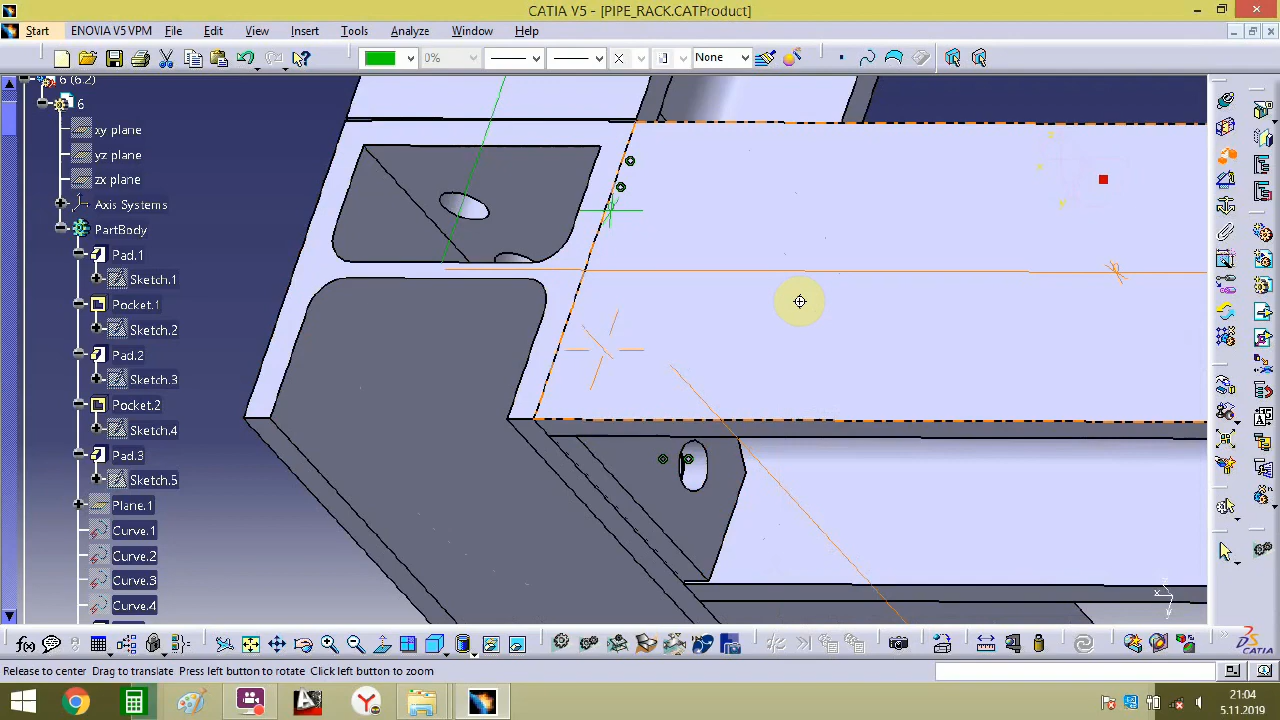 CATIA V5 - [PIPE_RACK.CATProduct]
Start ENOVIA V5 VPM File Edit View Insert Tools Analyze Window Help
0% None
6 (6.2)
6
xy plane
yz plane
zx plane
Axis Systems
PartBody
Pad.1
Sketch.1
Pocket.1
Sketch.2
Pad.2
Sketch.3
Pocket.2
Sketch.4
Pad.3
Sketch.5
Plane.1
Curve.1
Curve.2
Curve.3
Curve.4
CATIA
Release to center Drag to translate Press left button to rotate Click left button to zoom
21:04
5.11.2019